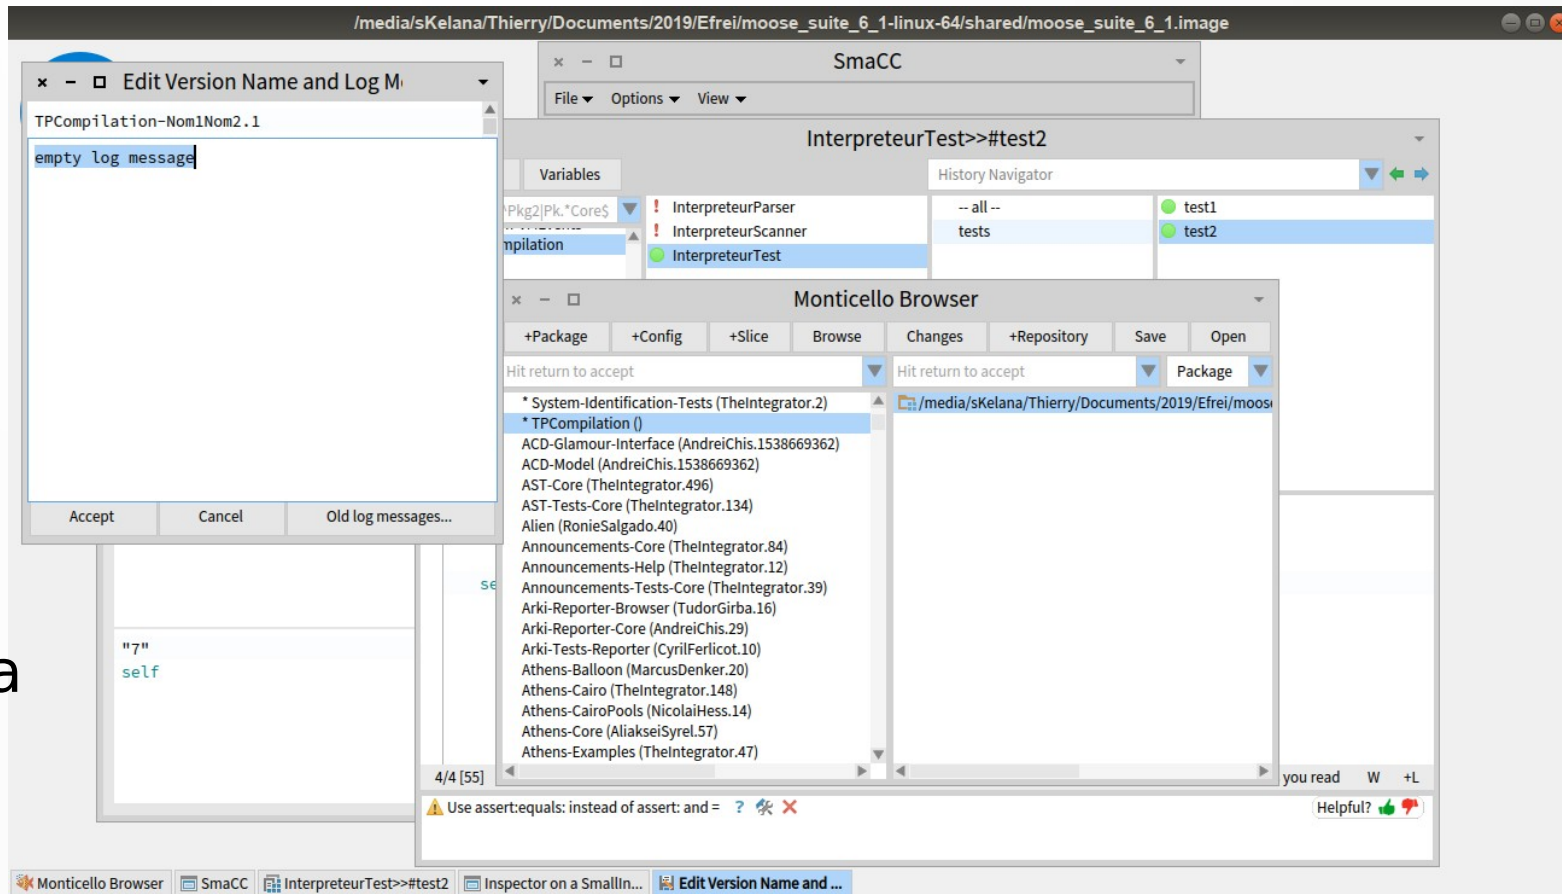 /media/sKelana/Thierry/Documents/2019/Efrei/moose_suite_6_1-linux-64/shared/moose_suite_6_1.image
Edit Version Name and Log M
TPCompilation-Nom1Nom2.1
empty log message
Accept Cancel Old log messages...
SmaCC
File Options View
InterpreteurTest>>#test2
Variables History Navigator
^Pkg2|Pk.*Core$
mpilation
! InterpreteurParser
! InterpreteurScanner
InterpreteurTest
-- all --
tests
test1
test2
Monticello Browser
+Package +Config +Slice Browse Changes +Repository Save Open
Hit return to accept Hit return to accept Package
* System-Identification-Tests (TheIntegrator.2)
* TPCompilation ()
ACD-Glamour-Interface (AndreiChis.1538669362)
ACD-Model (AndreiChis.1538669362)
AST-Core (TheIntegrator.496)
AST-Tests-Core (TheIntegrator.134)
Alien (RonieSalgado.40)
Announcements-Core (TheIntegrator.84)
Announcements-Help (TheIntegrator.12)
Announcements-Tests-Core (TheIntegrator.39)
Arki-Reporter-Browser (TudorGirba.16)
Arki-Reporter-Core (AndreiChis.29)
Arki-Tests-Reporter (CyrilFerlicot.10)
Athens-Balloon (MarcusDenker.20)
Athens-Cairo (TheIntegrator.148)
Athens-CairoPools (NicolaiHess.14)
Athens-Core (AliakseiSyrel.57)
Athens-Examples (TheIntegrator.47)
/media/sKelana/Thierry/Documents/2019/Efrei/moose
se
a
"7"
self
4/4 [55] you read W +L
Use assert:equals: instead of assert: and = ? Helpful?
Monticello Browser SmaCC InterpreteurTest>>#test2 Inspector on a SmallIn... Edit Version Name and ...